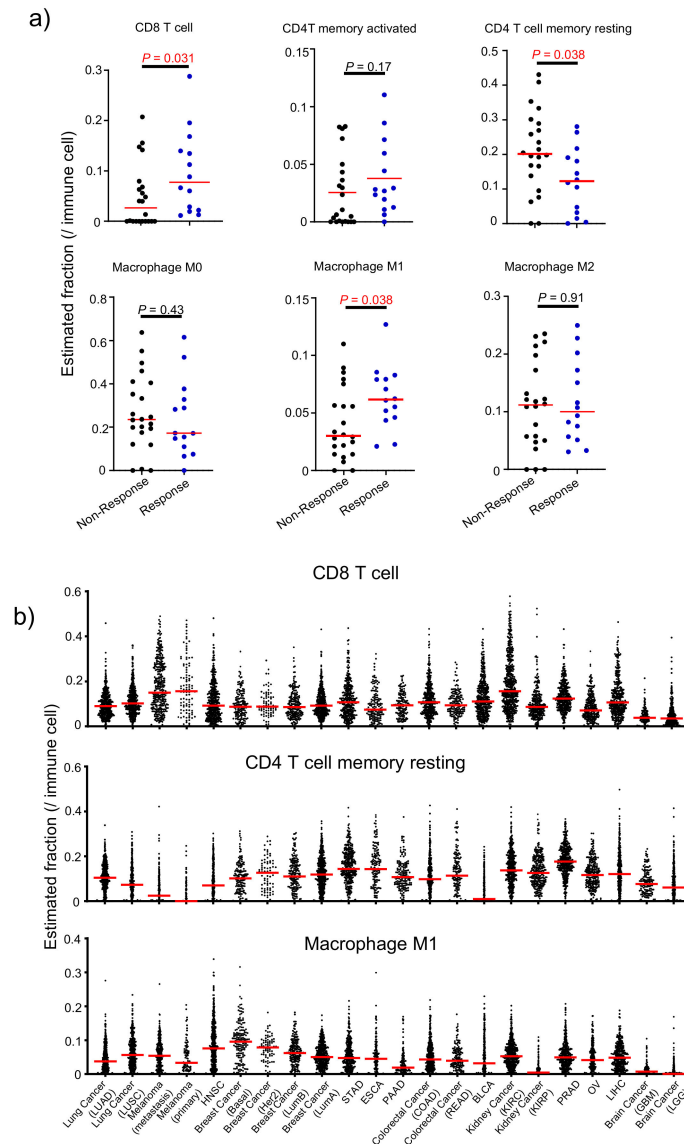 a)
CD8 T cell
CD4T memory activated
CD4 T cell memory resting
P = 0.031
P = 0.17
P = 0.038
0.3
0.2
0.1
0
0.15
0.1
0.05
0
0.5
0.4
0.3
0.2
0.1
0
Estimated fraction (/ immune cell)
Macrophage M0
Macrophage M1
Macrophage M2
P = 0.43
P = 0.038
P = 0.91
0.8
0.6
0.4
0.2
0
0.15
0.1
0.05
0
0.3
0.2
0.1
0
Non-Response
Response
Non-Response
Response
Non-Response
Response
b)
CD8 T cell
0.6
0.4
0.2
0
CD4 T cell memory resting
0.6
0.4
0.2
0
Estimated fraction (/ immune cell)
Macrophage M1
0.4
0.3
0.2
0.1
0
Lung Cancer
(LUAD)
Lung Cancer
(LUSC)
Melanoma
(metastasis)
Melanoma
(primary)
HNSC
Breast Cancer
(Basal)
Breast Cancer
(Her2)
Breast Cancer
(LumB)
Breast Cancer
(LumA)
STAD
ESCA
PAAD
Colorectal Cancer
(COAD)
Colorectal Cancer
(READ)
BLCA
Kidney Cancer
(KIRC)
Kidney Cancer
(KIRP)
PRAD
OV
LIHC
Brain Cancer
(GBM)
Brain Cancer
(LGG)